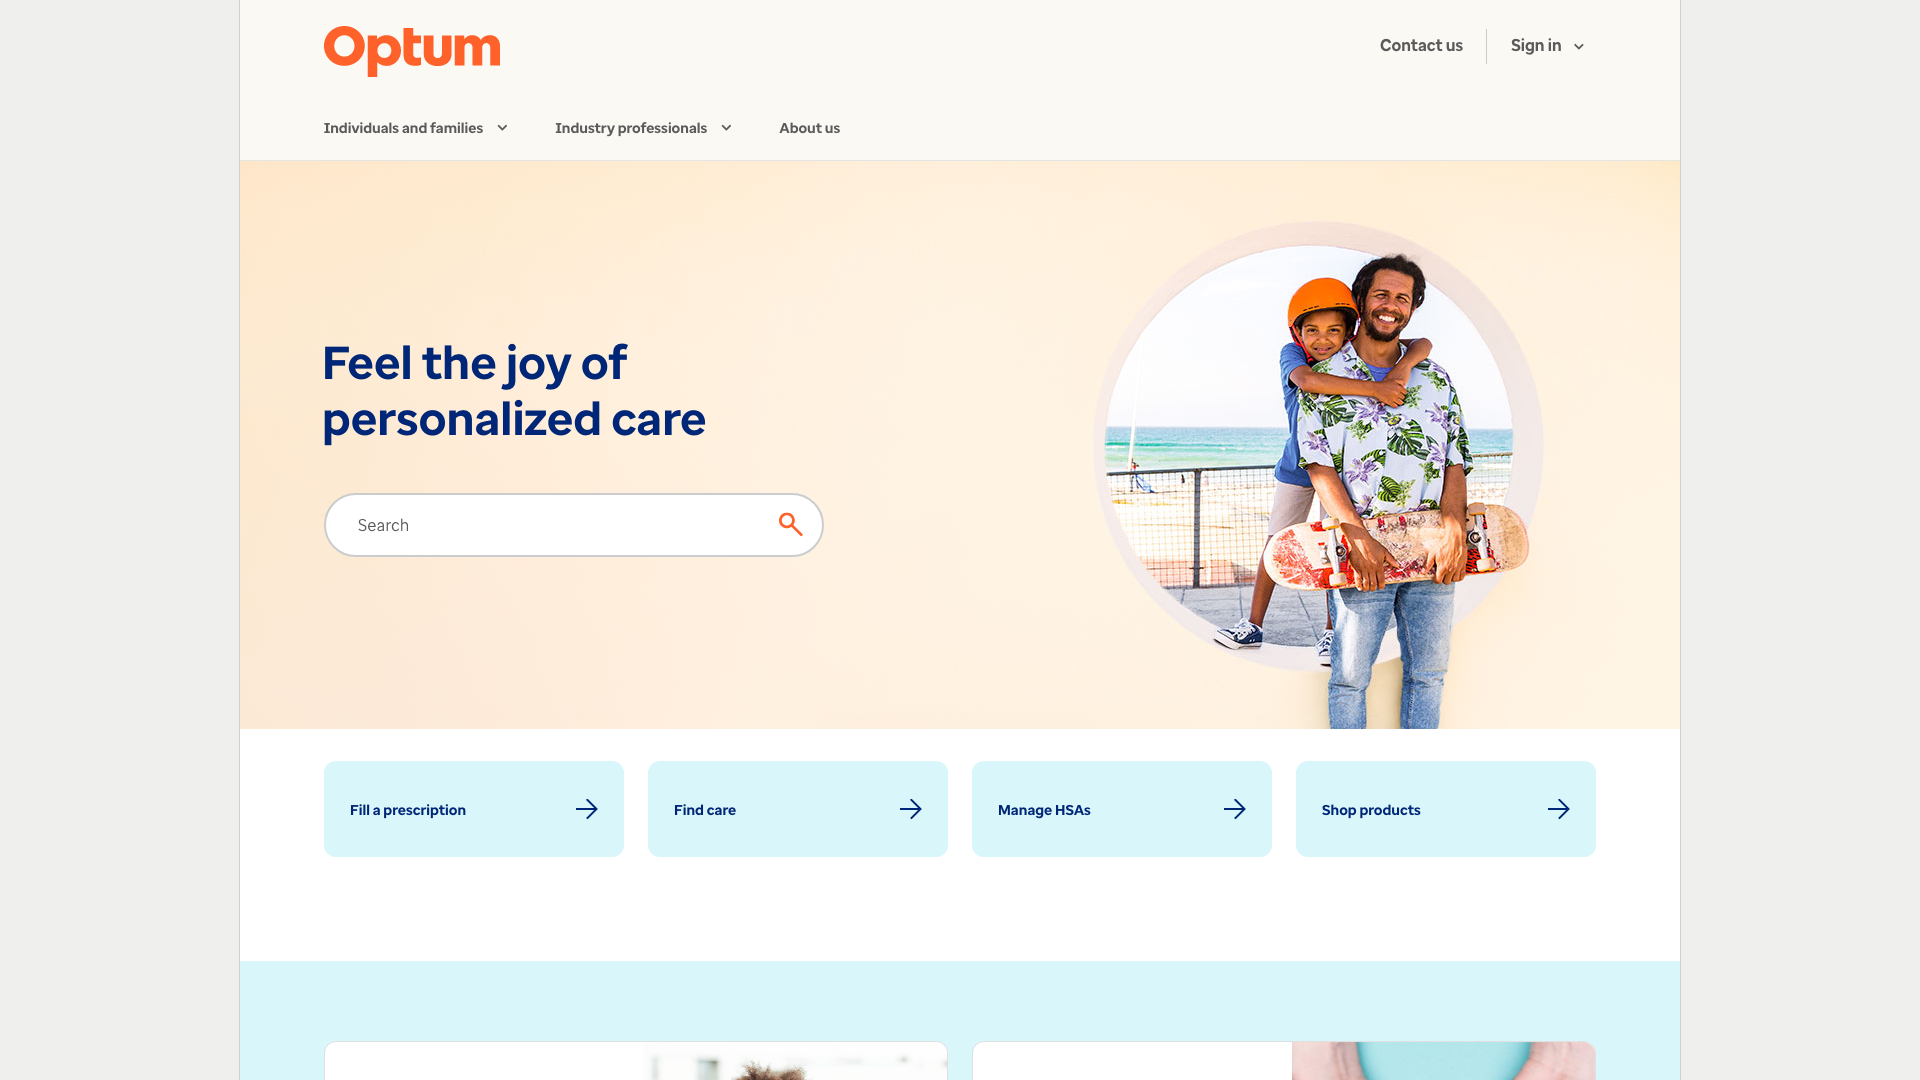 Optum
Contact us
Sign in
Individuals and families
Industry professionals
About us
Feel the joy of
personalized care
Search
Fill a prescription
Find care
Manage HSAs
Shop products